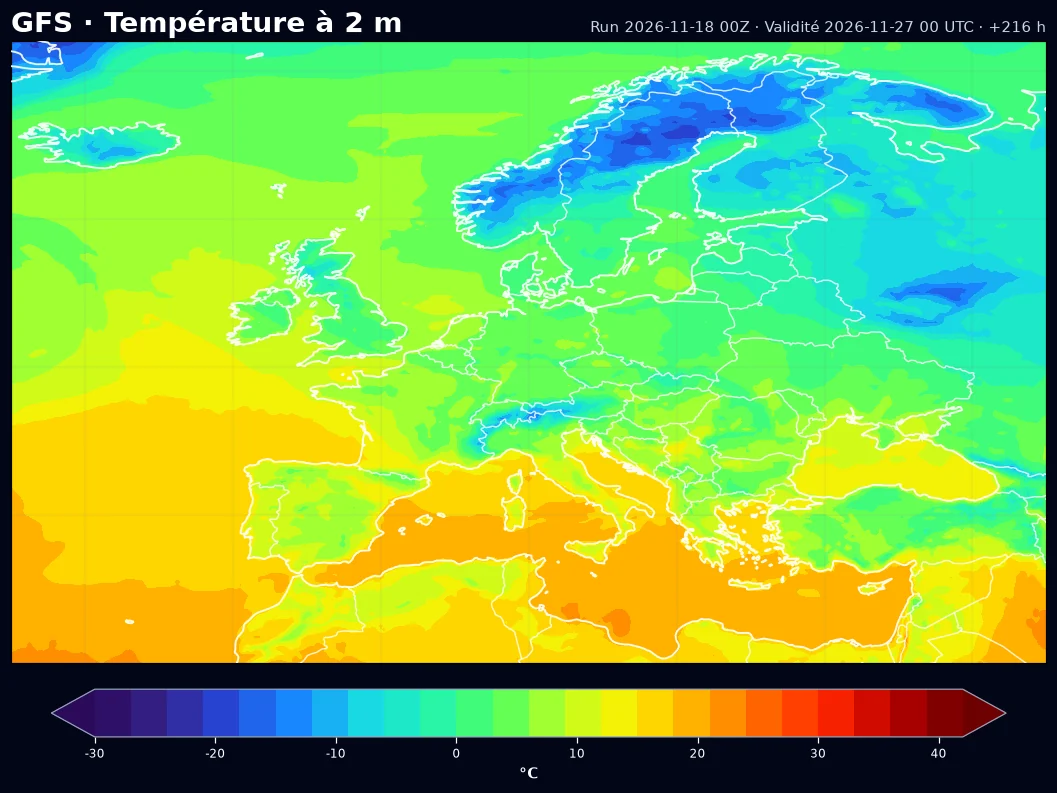 GFS · Température à 2 m
Run 2026-11-18 00Z · Validité 2026-11-27 00 UTC · +216 h
-30 -20 -10 0 10 20 30 40
°C